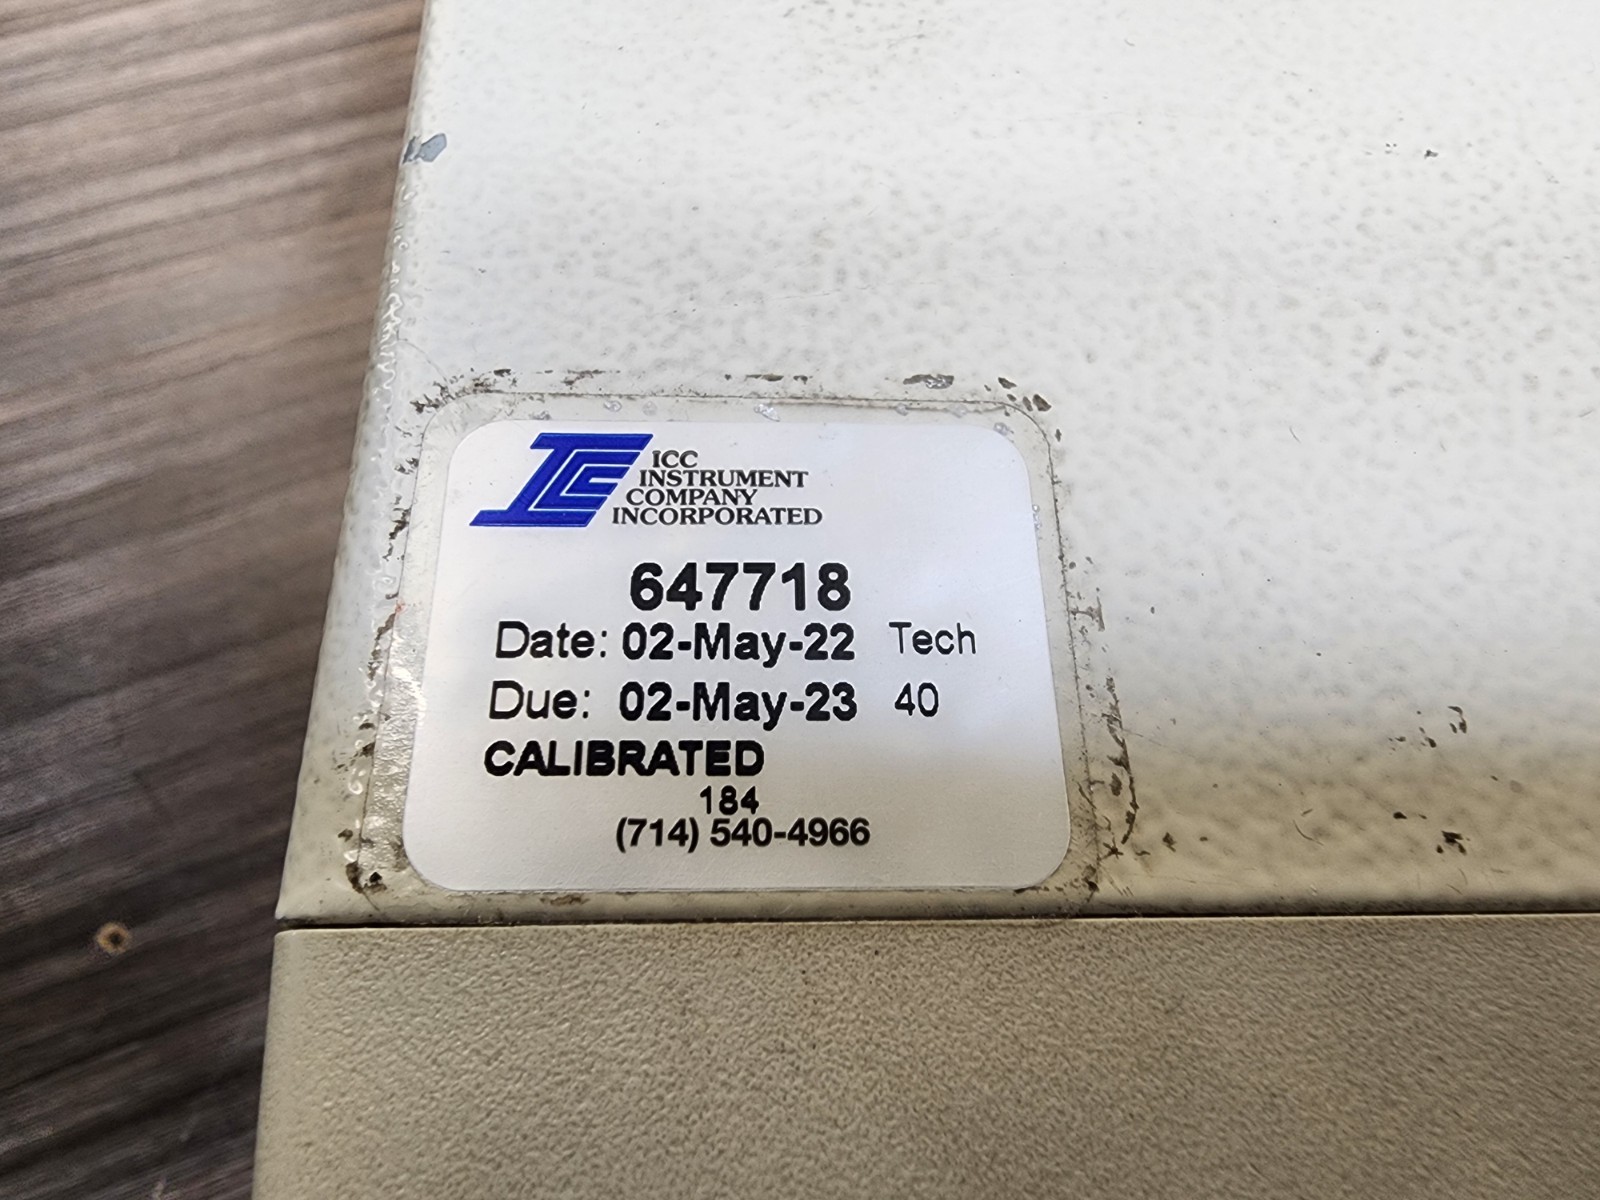 ICC
ICC
INSTRUMENT
COMPANY
INCORPORATED
647718
Date: 02-May-22 Tech
Due: 02-May-23 40
CALIBRATED
184
(714) 540-4966